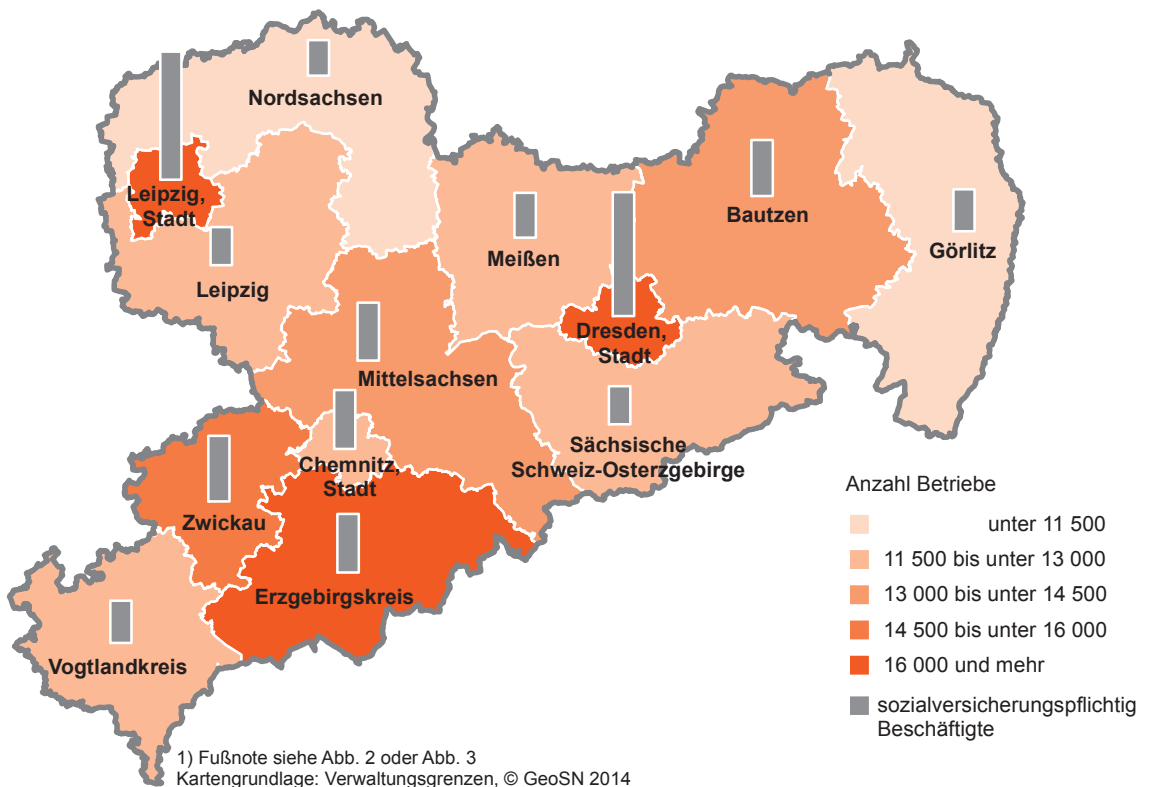 Nordsachsen
Leipzig,
Stadt
Leipzig
Meißen
Bautzen
Görlitz
Dresden,
Stadt
Mittelsachsen
Sächsische
Schweiz-Osterzgebirge
Chemnitz,
Stadt
Zwickau
Erzgebirgskreis
Vogtlandkreis
Anzahl Betriebe
unter 11 500
11 500 bis unter 13 000
13 000 bis unter 14 500
14 500 bis unter 16 000
16 000 und mehr
sozialversicherungspflichtig
Beschäftigte
1) Fußnote siehe Abb. 2 oder Abb. 3
Kartengrundlage: Verwaltungsgrenzen, © GeoSN 2014